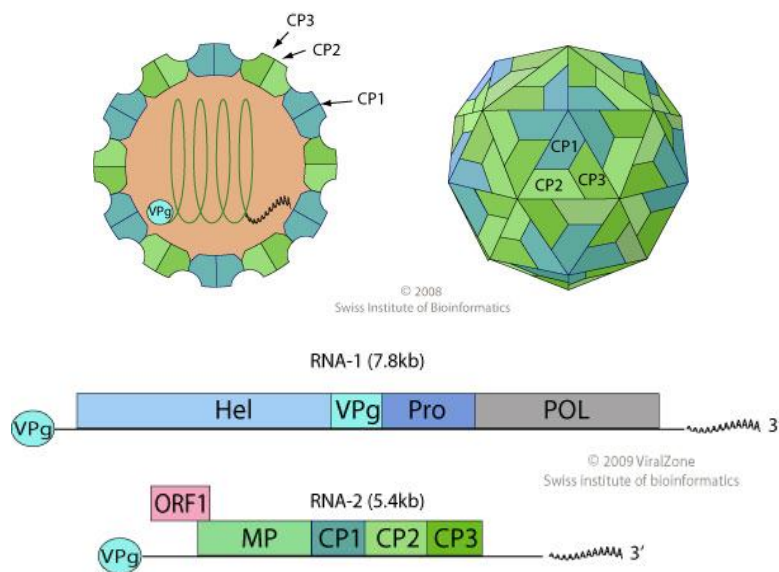 CP3
CP2
CP1
VPg
CP1
CP2 CP3
© 2008
Swiss Institute of Bioinformatics
RNA-1 (7.8kb)
Hel VPg Pro POL
VPg 3'
© 2009 ViralZone
Swiss institute of bioinformatics
ORF1 RNA-2 (5.4kb)
MP CP1 CP2 CP3
VPg 3'